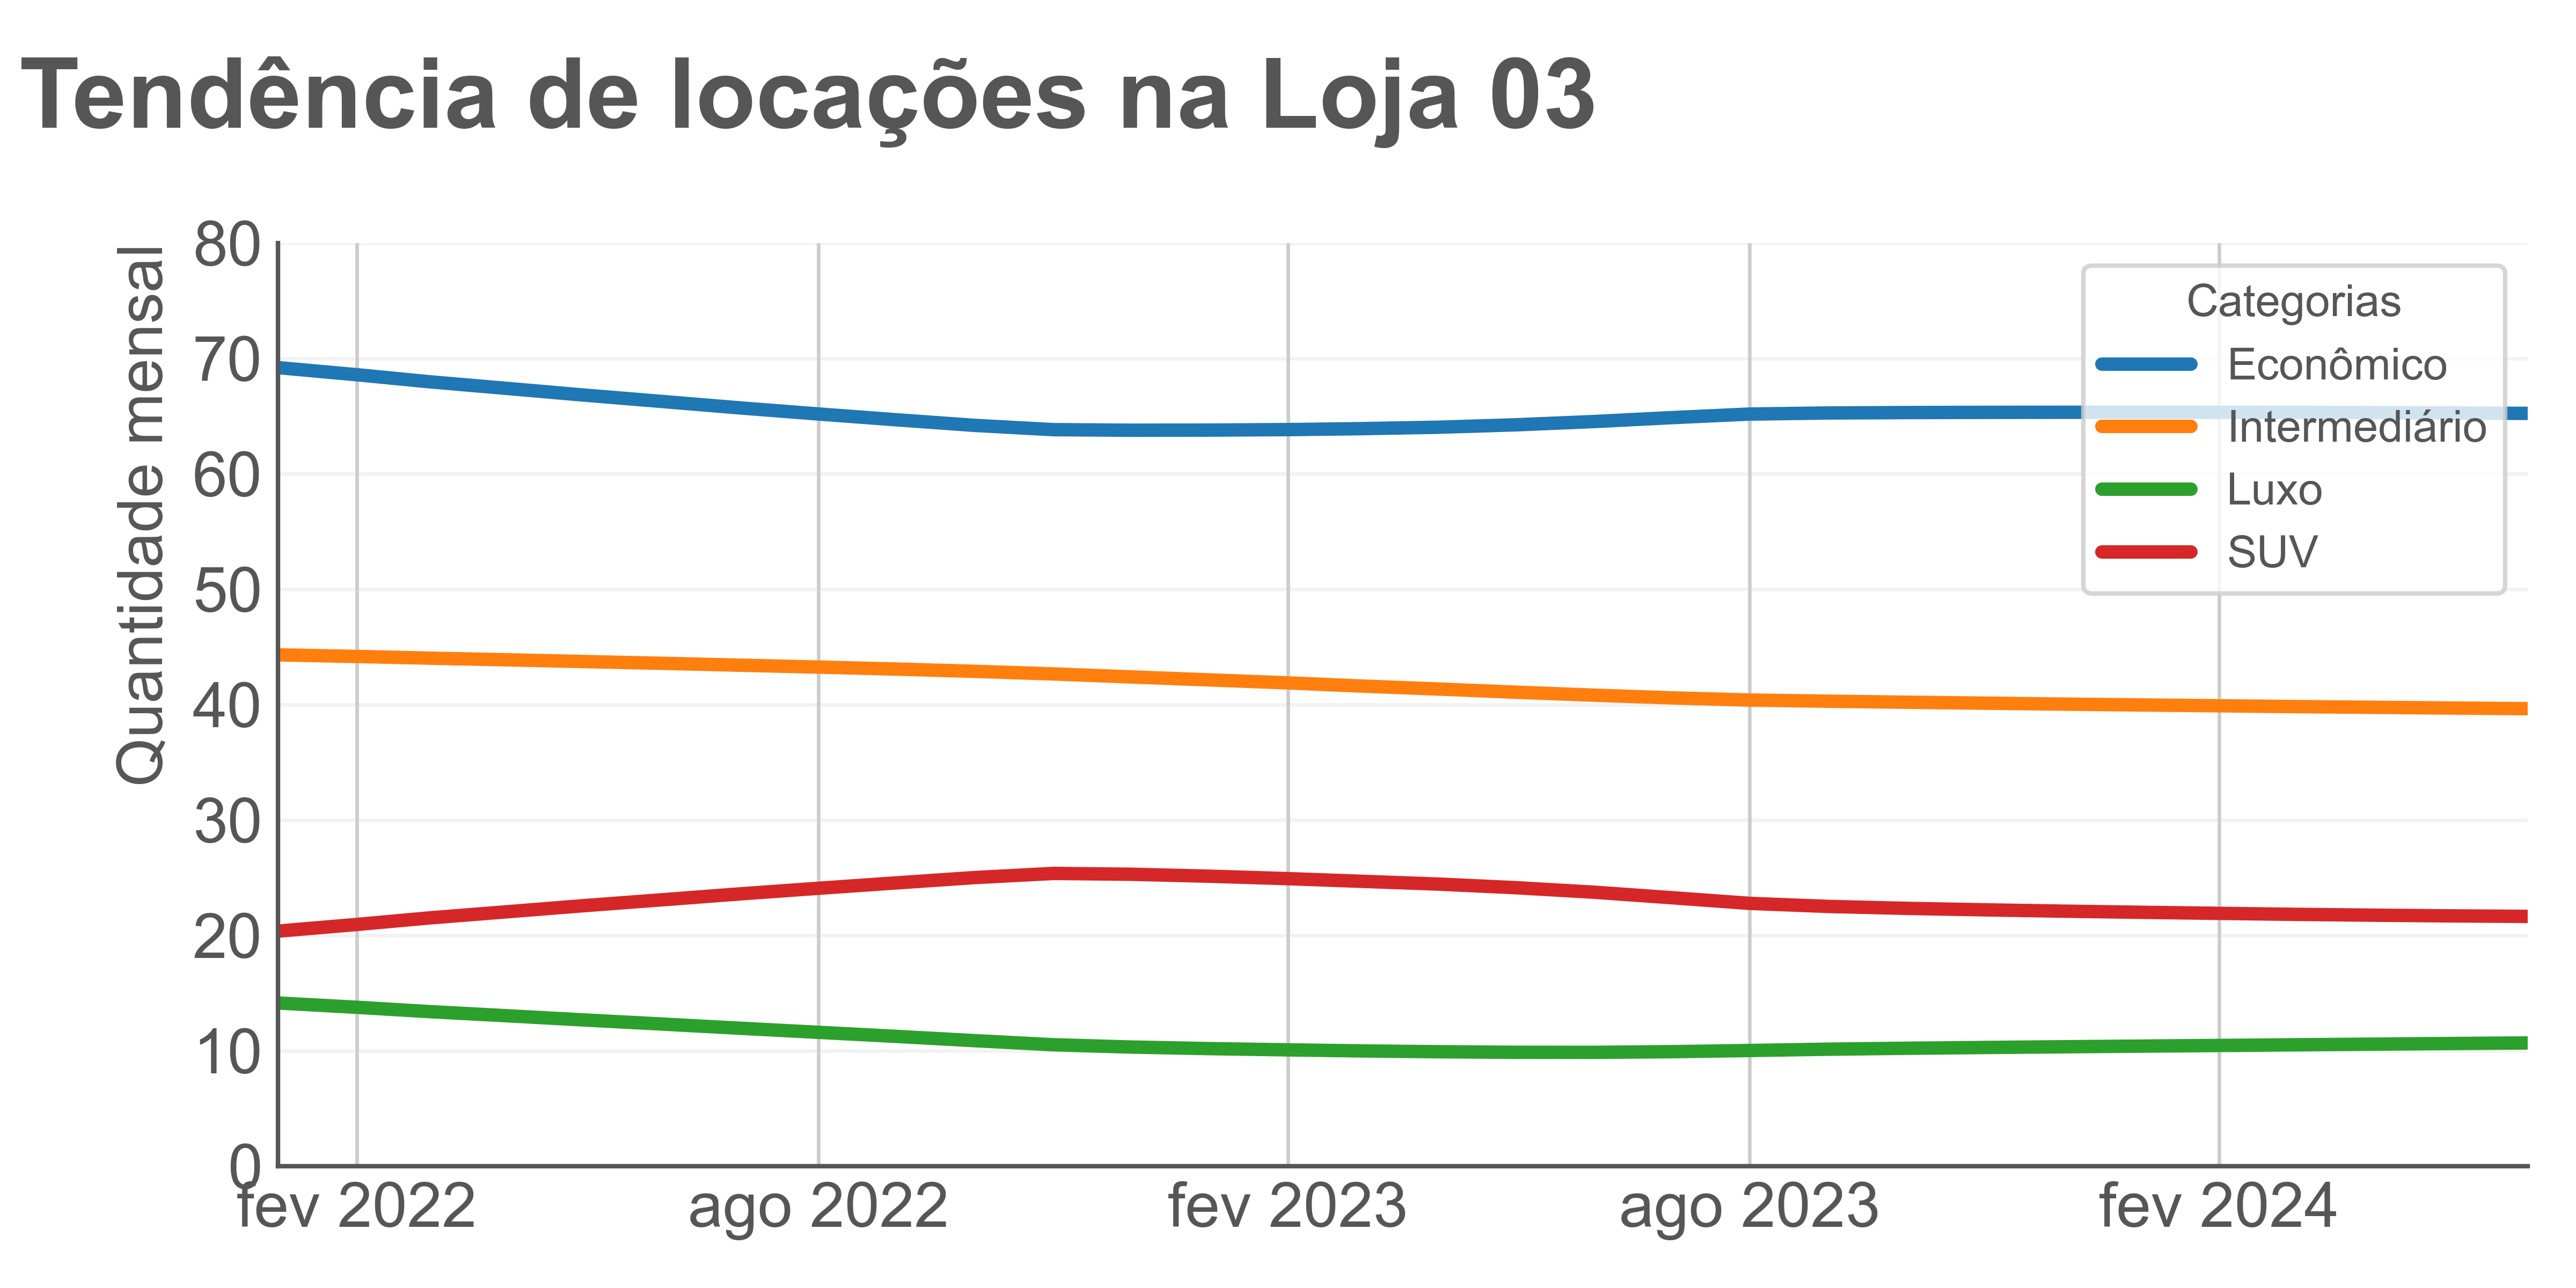 Tendência de locações na Loja 03
Quantidade mensal
80
70
60
50
40
30
20
10
0
Categorias
Econômico
Intermediário
Luxo
SUV
fev 2022
ago 2022
fev 2023
ago 2023
fev 2024